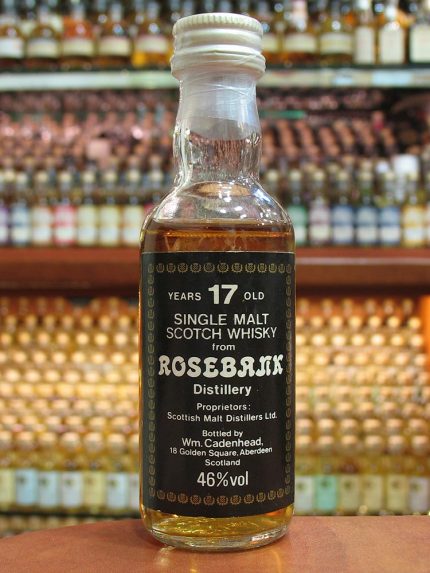 YEARS 17 OLD
SINGLE MALT
SCOTCH WHISKY
from
ROSEBANK
Distillery
Proprietors:
Scottish Malt Distillers Ltd.
Bottled by
Wm. Cadenhead,
18 Golden Square, Aberdeen
Scotland
46%vol